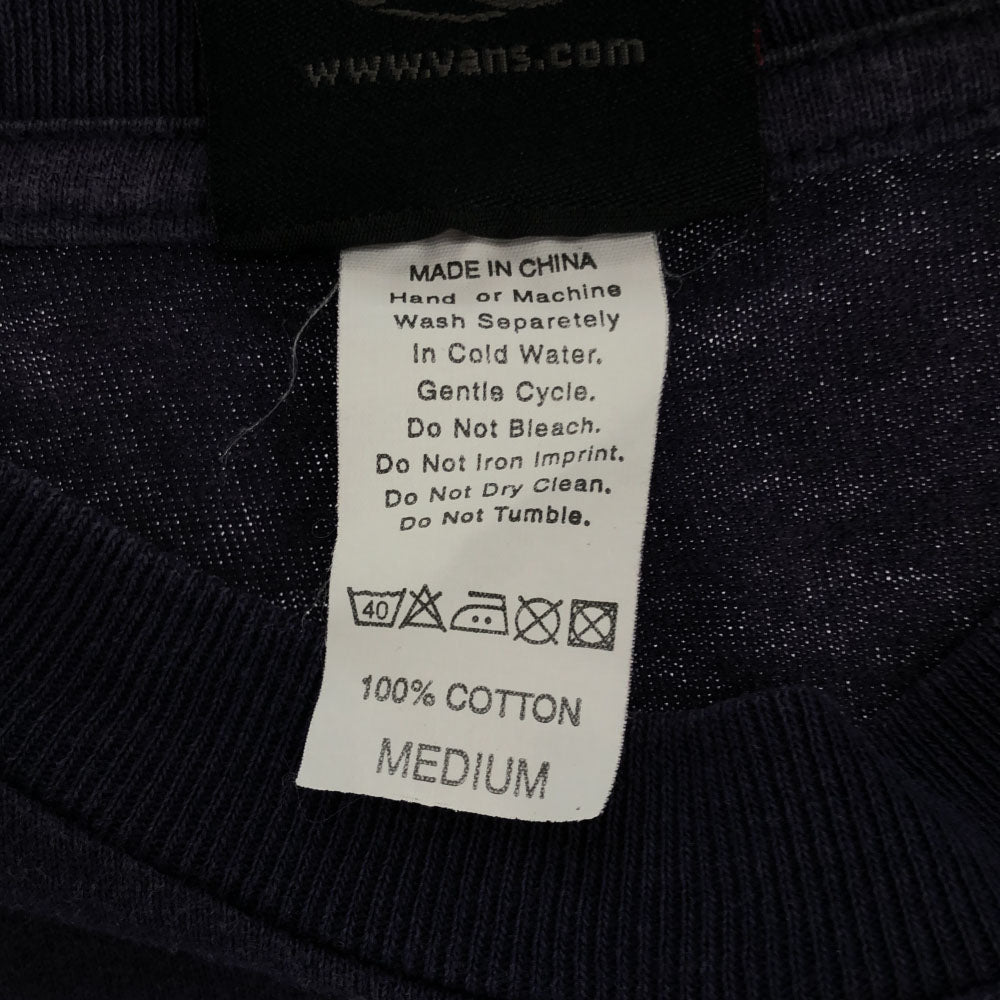 www.vans.com
MADE IN CHINA
Hand or Machine
Wash Separetely
In Cold Water.
Gentle Cycle.
Do Not Bleach.
Do Not Iron Imprint.
Do Not Dry Clean.
Do Not Tumble.
40
100% COTTON
MEDIUM